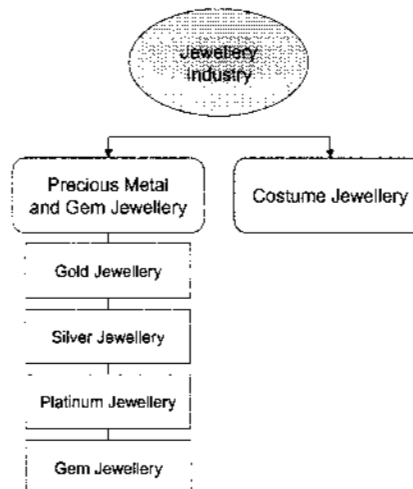 Jewellery
Industry
Precious Metal
and Gem Jewellery
Costume Jewellery
Gold Jewellery
Silver Jewellery
Platinum Jewellery
Gem Jewellery